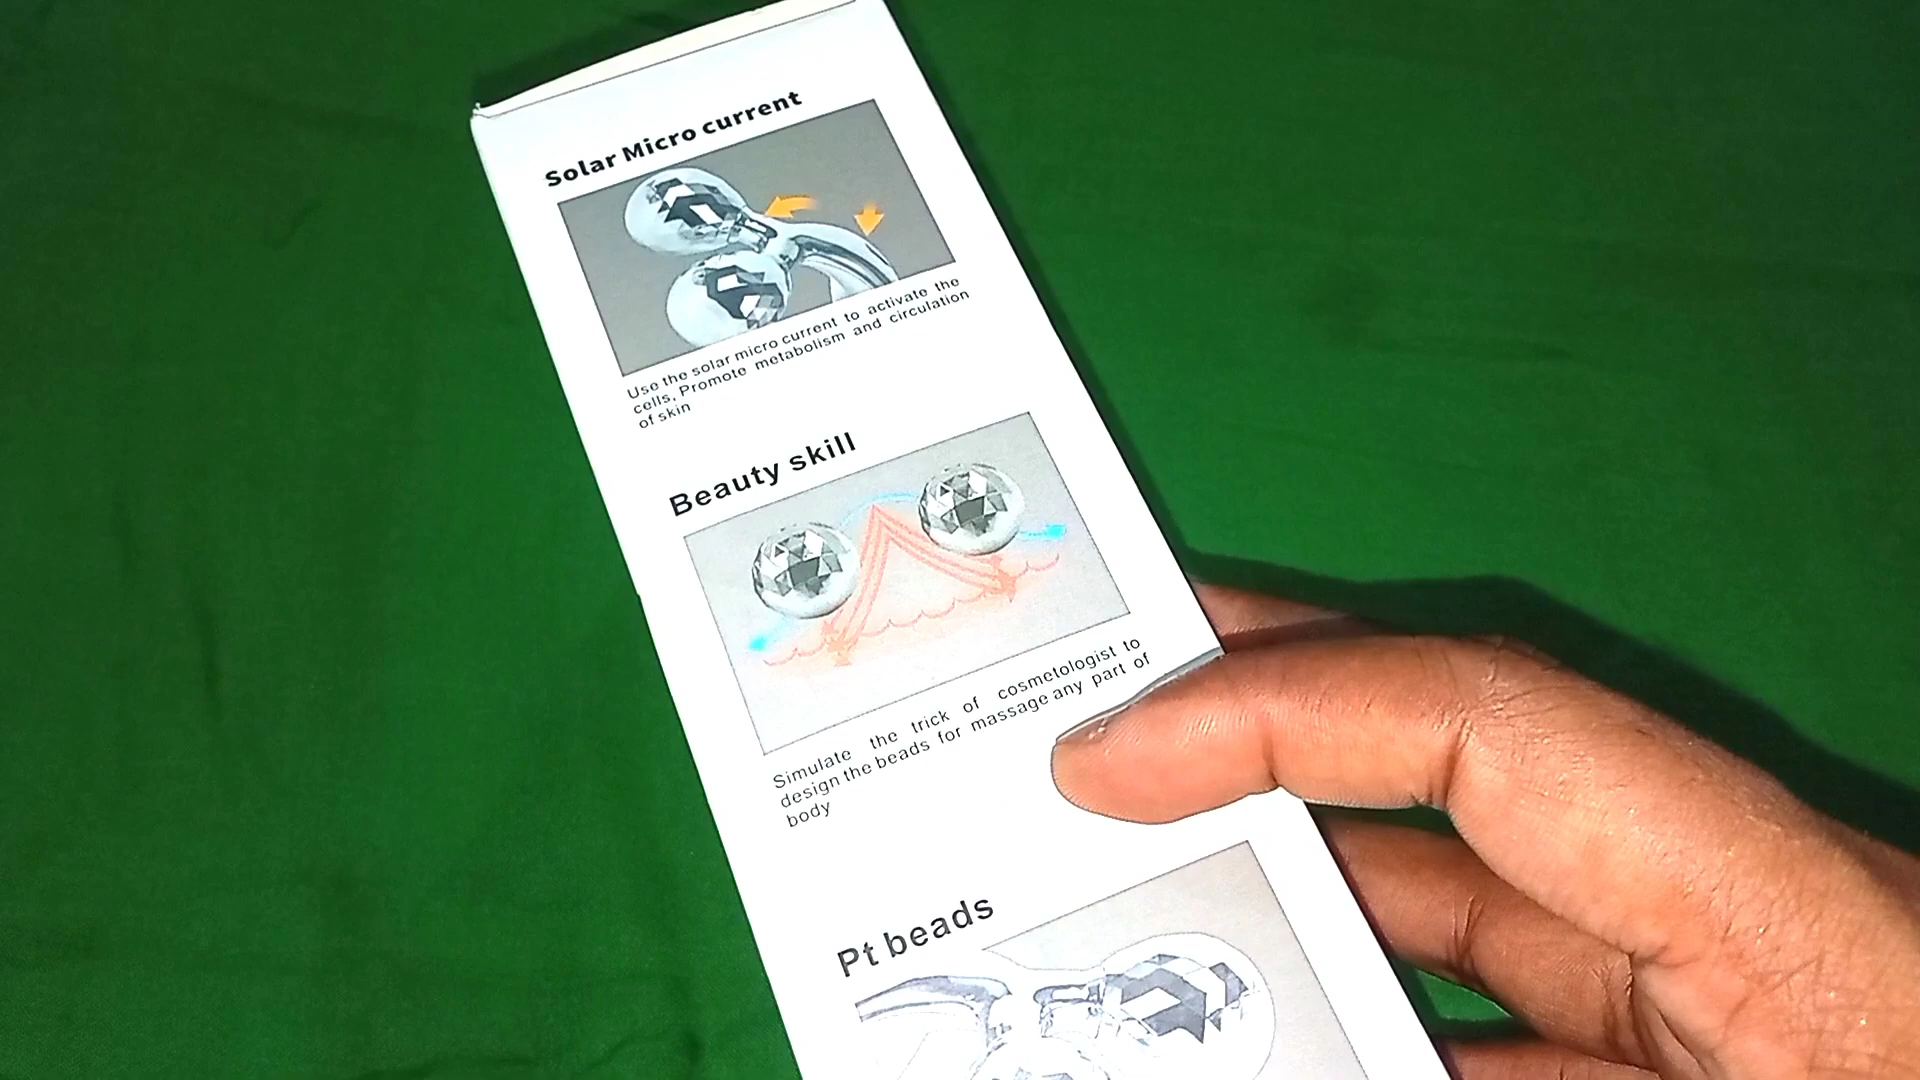 Solar Micro current
Use the solar micro current to activate the
cells, Promote metabolism and circulation
of skin
Beauty skill
Simulate the trick of cosmetologist to
design the beads for massage any part of
body
Pt beads